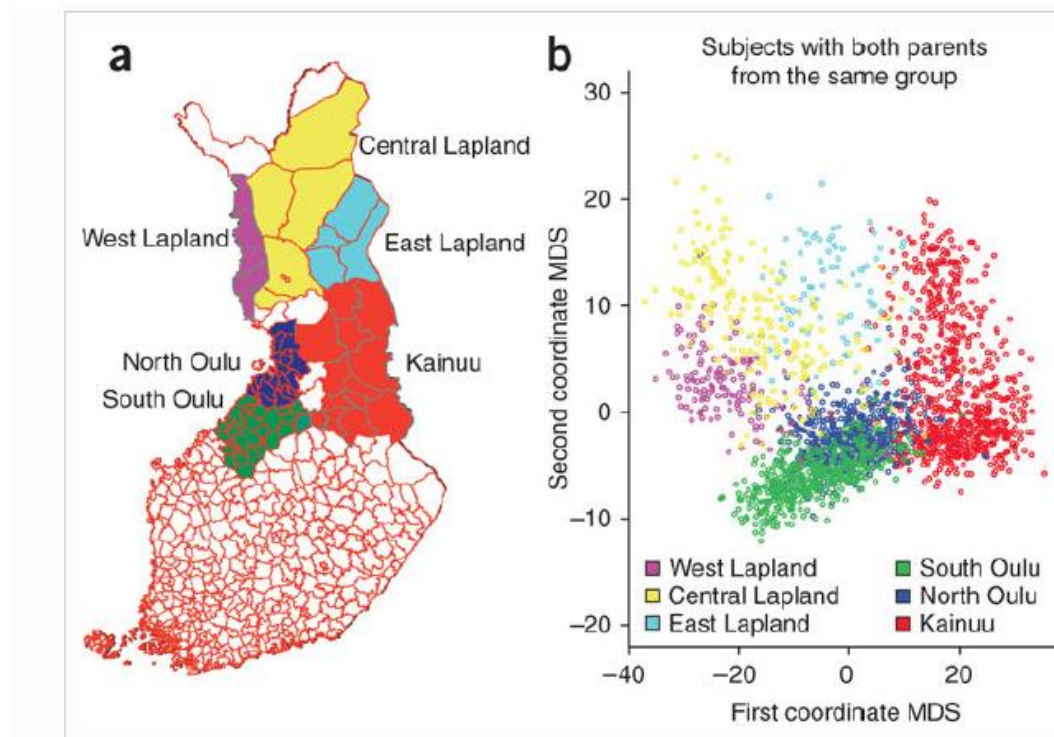 a
Central Lapland
West Lapland
East Lapland
North Oulu
Kainuu
South Oulu
b
Subjects with both parents
from the same group
30
20
10
0
−10
−20
Second coordinate MDS
West Lapland
Central Lapland
East Lapland
South Oulu
North Oulu
Kainuu
−40
−20
0
20
First coordinate MDS